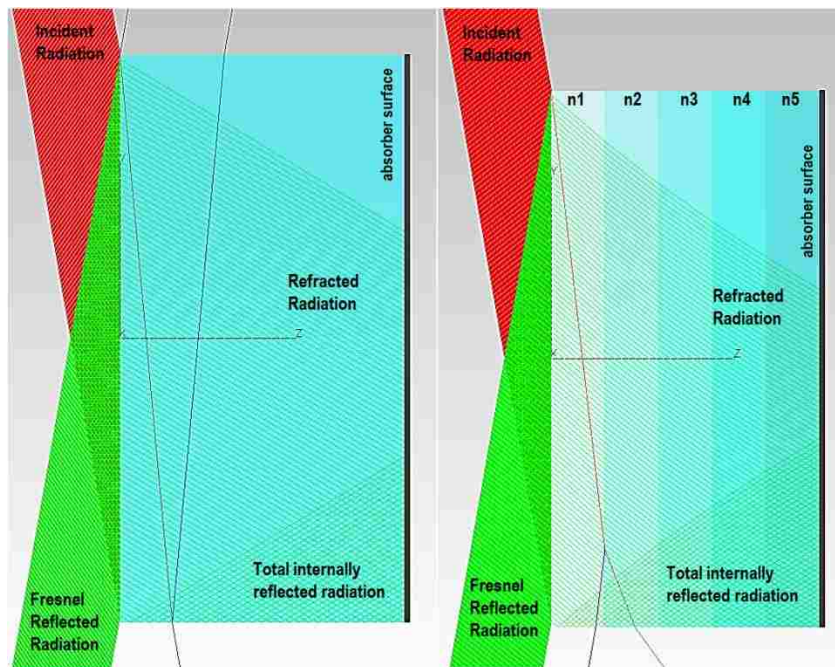 Incident
Radiation
absorber surface
Y
Refracted
Radiation
X
Z
Total internally
reflected radiation
Fresnel
Reflected
Radiation
Incident
Radiation
n1 n2 n3 n4 n5
absorber surface
Y
Refracted
Radiation
X
Z
Total internally
reflected radiation
Fresnel
Reflected
Radiation